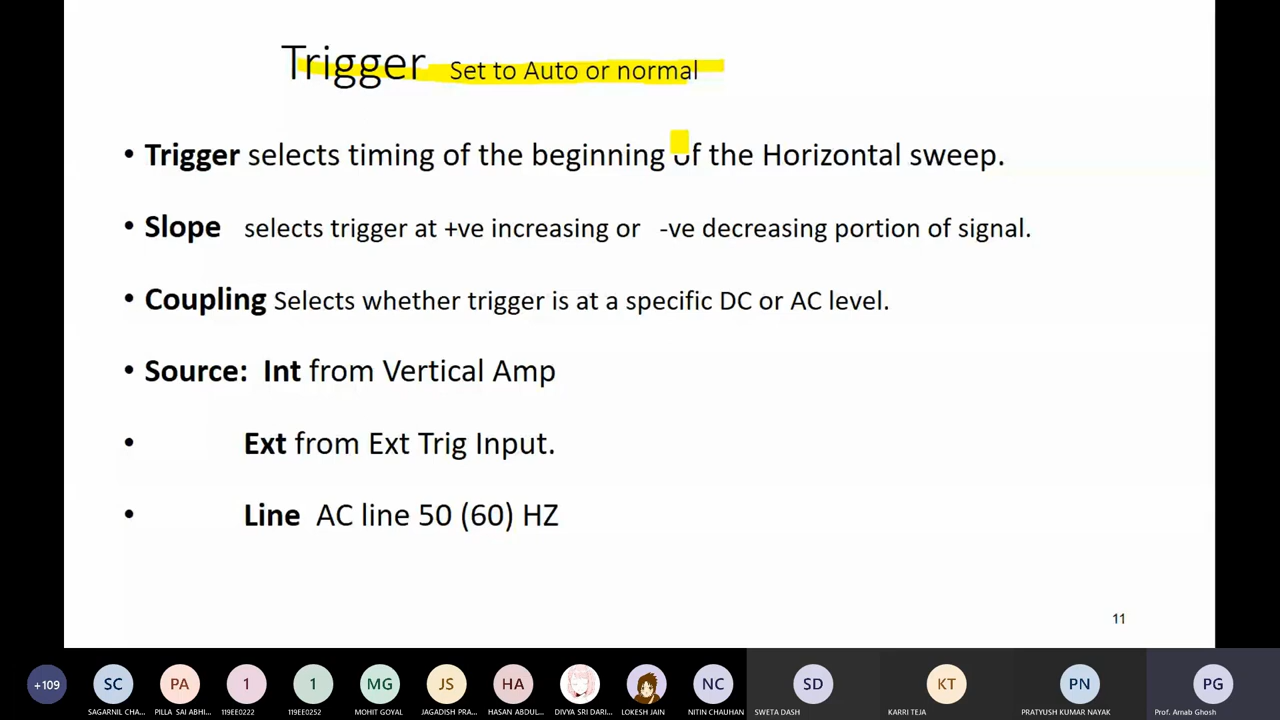 Trigger Set to Auto or normal
• Trigger selects timing of the beginning of the Horizontal sweep.
• Slope selects trigger at +ve increasing or -ve decreasing portion of signal.
• Coupling Selects whether trigger is at a specific DC or AC level.
• Source: Int from Vertical Amp
• Ext from Ext Trig Input.
• Line AC line 50 (60) HZ
11
+109 SC PA 1 1 MG JS HA NC SD KT PN PG
SAGARNIL CHA... PILLA SAI ABHI... 119EE0222 119EE0252 MOHIT GOYAL JAGADISH PRA... HASAN ABDUL... DIVYA SRI DARI... LOKESH JAIN NITIN CHAUHAN SWETA DASH KARRI TEJA PRATYUSH KUMAR NAYAK Prof. Arnab Ghosh